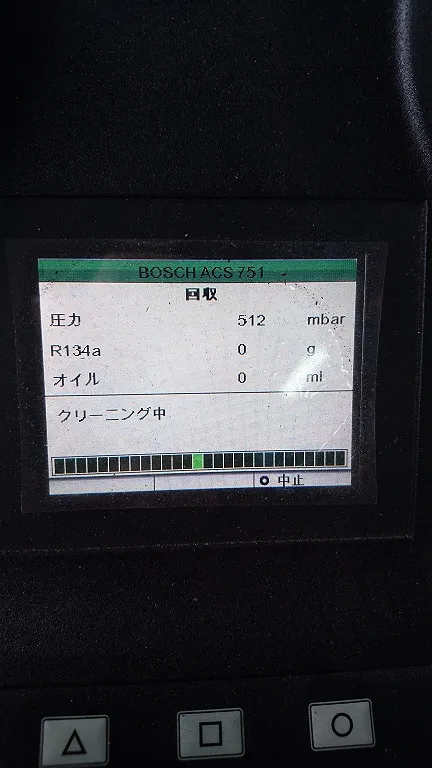 BOSCH ACS 751
回収
圧力 512 mbar
R134a 0 g
オイル 0 ml
クリーニング中
中止